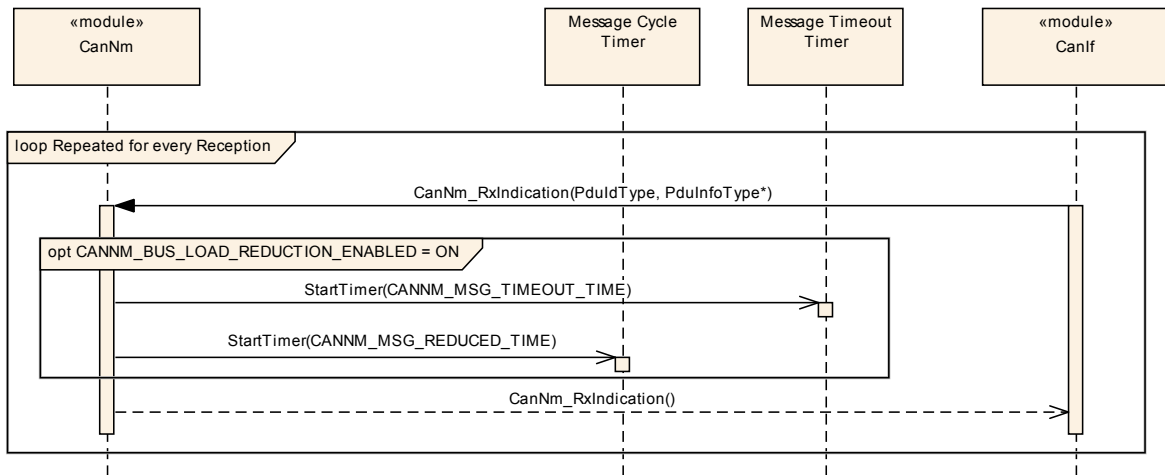 «module»
CanNm
Message Cycle
Timer
Message Timeout
Timer
«module»
CanIf
loop Repeated for every Reception
CanNm_RxIndication(PduIdType, PduInfoType*)
opt CANNM_BUS_LOAD_REDUCTION_ENABLED = ON
StartTimer(CANNM_MSG_TIMEOUT_TIME)
StartTimer(CANNM_MSG_REDUCED_TIME)
CanNm_RxIndication()